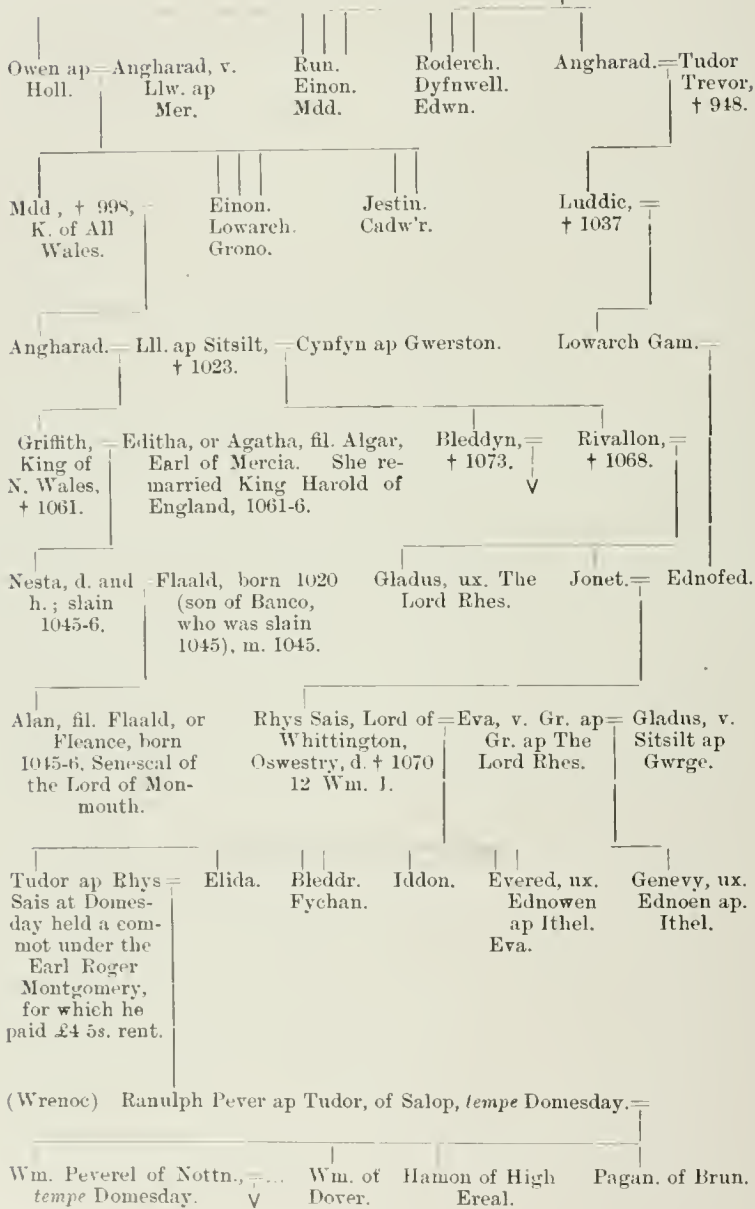 Owen ap = Angharad, v. Run. Roderch. Angharad. = Tudor
Holl. Llw. ap Einon. Dyfnwell. Trevor,
Mer. Mdd. Edwn. † 948.
Mdd, † 998, Einon. Jestin. Luddic, =
K. of All Lowarch. Cadw'r. † 1037
Wales. Grono.
Angharad. = Lll. ap Sitsilt, = Cynfyn ap Gwerston. Lowarch Gam. =
† 1023.
Griffith, = Editha, or Agatha, fil. Algar, Bleddyn, = Rivallon, =
King of Earl of Mercia. She re- † 1073. † 1068.
N. Wales, married King Harold of
† 1061. England, 1061-6.
Nesta, d. and Flaald, born 1020 Gladus, ux. The Jonet. = Ednofed.
h.; slain (son of Banco, Lord Rhes.
1045-6. who was slain
1045), m. 1045.
Alan, fil. Flaald, or Rhys Sais, Lord of = Eva, v. Gr. ap = Gladus, v.
Fleance, born Whittington, Gr. ap The Sitsilt ap
1045-6, Senescal of Oswestry, d. † 1070 Lord Rhes. Gwrge.
the Lord of Mon- 12 Wm. I.
mouth.
Tudor ap Rhys = Elida. Bleddr. Iddon. Evered, ux. Genevy, ux.
Sais at Domes- Fychan. Ednowen Ednoen ap.
day held a com- ap Ithel. Ithel.
mot under the Eva.
Earl Roger
Montgomery,
for which he
paid £4 5s. rent.
(Wrenoc) Ranulph Pever ap Tudor, of Salop, tempe Domesday. =
Wm. Peverel of Nottn., = ... Wm. of Hamon of High Pagan. of Brun.
tempe Domesday. Dover. Ereal.